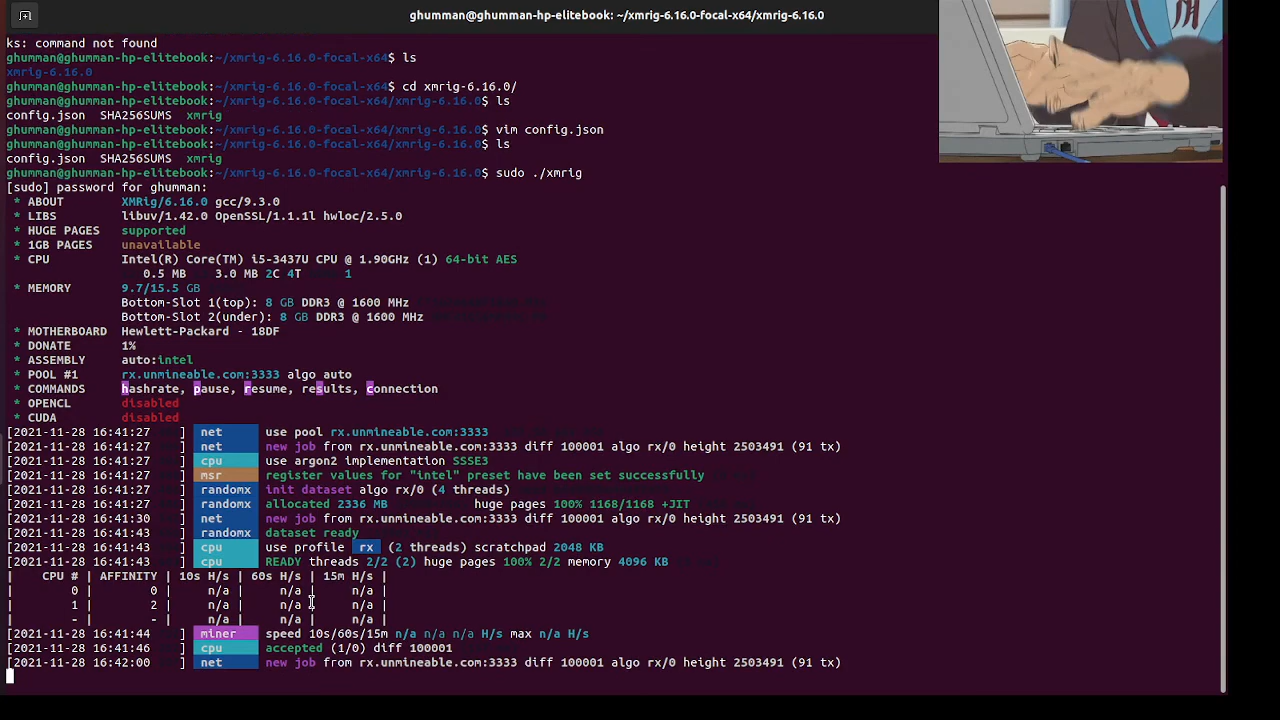 ghumman@ghumman-hp-elitebook: ~/xmrig-6.16.0-focal-x64/xmrig-6.16.0
ks: command not found
ghumman@ghumman-hp-elitebook:~/xmrig-6.16.0-focal-x64$ ls
xmrig-6.16.0
ghumman@ghumman-hp-elitebook:~/xmrig-6.16.0-focal-x64$ cd xmrig-6.16.0/
ghumman@ghumman-hp-elitebook:~/xmrig-6.16.0-focal-x64/xmrig-6.16.0$ ls
config.json  SHA256SUMS  xmrig
ghumman@ghumman-hp-elitebook:~/xmrig-6.16.0-focal-x64/xmrig-6.16.0$ vim config.json
ghumman@ghumman-hp-elitebook:~/xmrig-6.16.0-focal-x64/xmrig-6.16.0$ ls
config.json  SHA256SUMS  xmrig
ghumman@ghumman-hp-elitebook:~/xmrig-6.16.0-focal-x64/xmrig-6.16.0$ sudo ./xmrig
[sudo] password for ghumman:
 * ABOUT        XMRig/6.16.0 gcc/9.3.0
 * LIBS         libuv/1.42.0 OpenSSL/1.1.1l hwloc/2.5.0
 * HUGE PAGES   supported
 * 1GB PAGES    unavailable
 * CPU          Intel(R) Core(TM) i5-3437U CPU @ 1.90GHz (1) 64-bit AES
                0.5 MB 3.0 MB 2C 4T 1
 * MEMORY       9.7/15.5 GB
                Bottom-Slot 1(top): 8 GB DDR3 @ 1600 MHz
                Bottom-Slot 2(under): 8 GB DDR3 @ 1600 MHz
 * MOTHERBOARD  Hewlett-Packard - 18DF
 * DONATE       1%
 * ASSEMBLY     auto:intel
 * POOL #1      rx.unmineable.com:3333 algo auto
 * COMMANDS     hashrate, pause, resume, results, connection
 * OPENCL       disabled
 * CUDA         disabled
[2021-11-28 16:41:27 ] net use pool rx.unmineable.com:3333
[2021-11-28 16:41:27 ] net new job from rx.unmineable.com:3333 diff 100001 algo rx/0 height 2503491 (91 tx)
[2021-11-28 16:41:27 ] cpu use argon2 implementation SSSE3
[2021-11-28 16:41:27 ] msr register values for "intel" preset have been set successfully
[2021-11-28 16:41:27 ] randomx init dataset algo rx/0 (4 threads)
[2021-11-28 16:41:27 ] randomx allocated 2336 MB huge pages 100% 1168/1168 +JIT
[2021-11-28 16:41:30 ] net new job from rx.unmineable.com:3333 diff 100001 algo rx/0 height 2503491 (91 tx)
[2021-11-28 16:41:43 ] randomx dataset ready
[2021-11-28 16:41:43 ] cpu use profile rx (2 threads) scratchpad 2048 KB
[2021-11-28 16:41:43 ] cpu READY threads 2/2 (2) huge pages 100% 2/2 memory 4096 KB
| CPU # | AFFINITY | 10s H/s | 60s H/s | 15m H/s |
| 0 | 0 | n/a | n/a | n/a |
| 1 | 2 | n/a | n/a | n/a |
| - | - | n/a | n/a | n/a |
[2021-11-28 16:41:44 ] miner speed 10s/60s/15m n/a n/a n/a H/s max n/a H/s
[2021-11-28 16:41:46 ] cpu accepted (1/0) diff 100001
[2021-11-28 16:42:00 ] net new job from rx.unmineable.com:3333 diff 100001 algo rx/0 height 2503491 (91 tx)